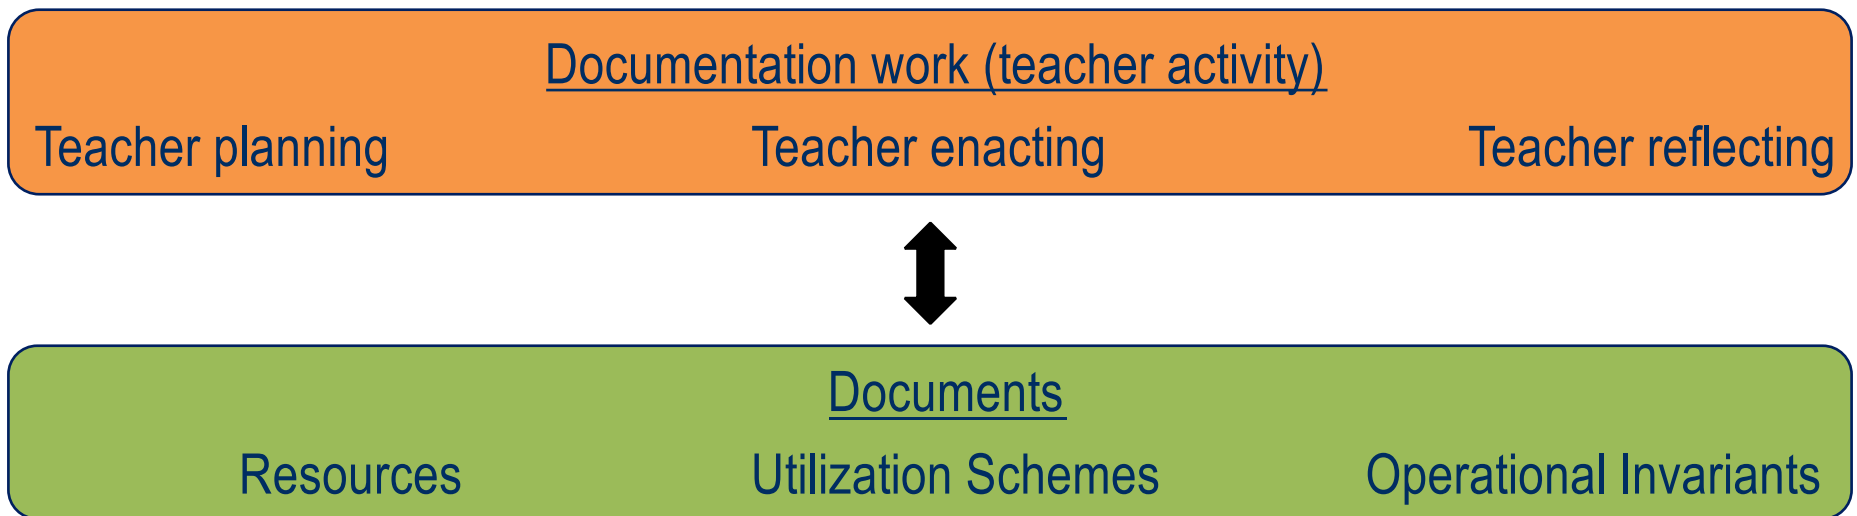 Documentation work (teacher activity)
Teacher planning Teacher enacting Teacher reflecting
Documents
Resources Utilization Schemes Operational Invariants